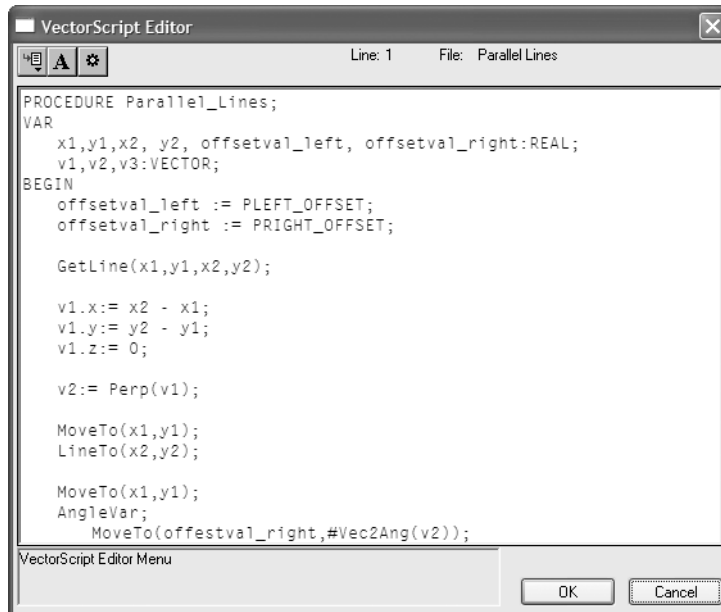 VectorScript Editor
A
Line: 1 File: Parallel Lines
PROCEDURE Parallel_Lines;
VAR
x1,y1,x2, y2, offsetval_left, offsetval_right:REAL;
v1,v2,v3:VECTOR;
BEGIN
offsetval_left := PLEFT_OFFSET;
offsetval_right := PRIGHT_OFFSET;
GetLine(x1,y1,x2,y2);
v1.x:= x2 - x1;
v1.y:= y2 - y1;
v1.z:= 0;
v2:= Perp(v1);
MoveTo(x1,y1);
LineTo(x2,y2);
MoveTo(x1,y1);
AngleVar;
MoveTo(offestval_right,#Vec2Ang(v2));
VectorScript Editor Menu
OK Cancel